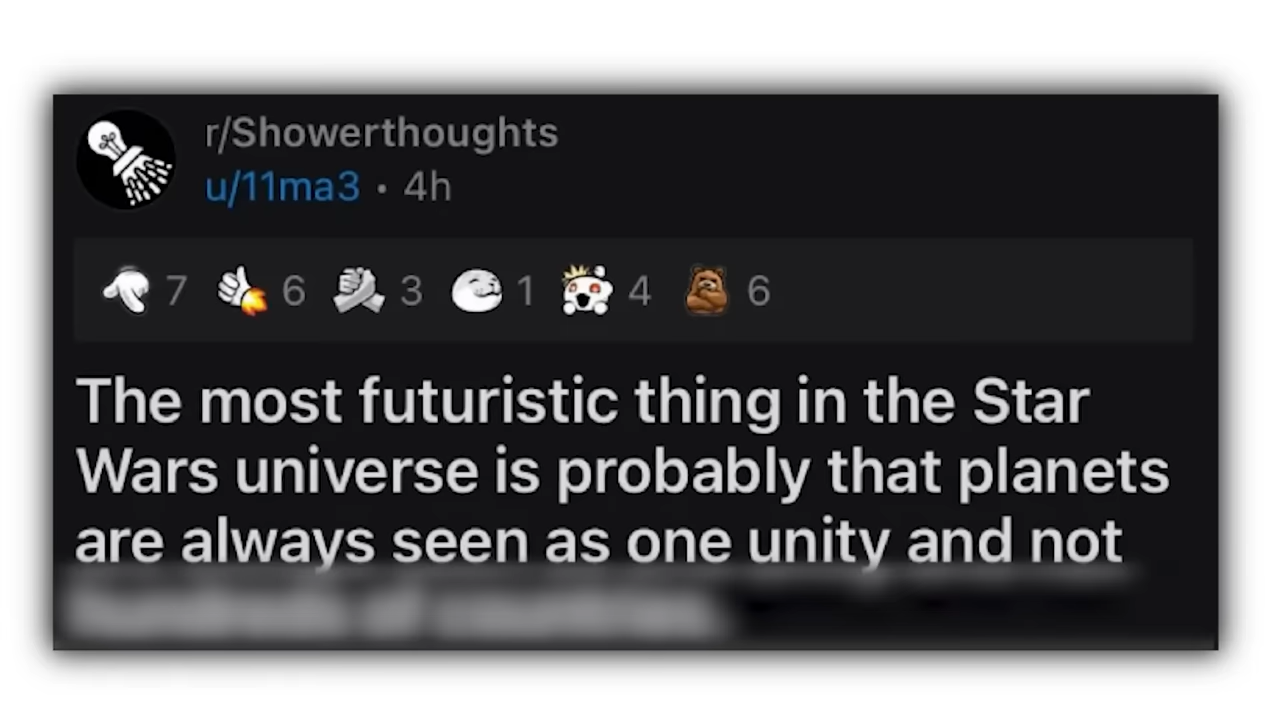 r/Showerthoughts
u/11ma3 • 4h
7 6 3 1 4 6
The most futuristic thing in the Star
Wars universe is probably that planets
are always seen as one unity and not